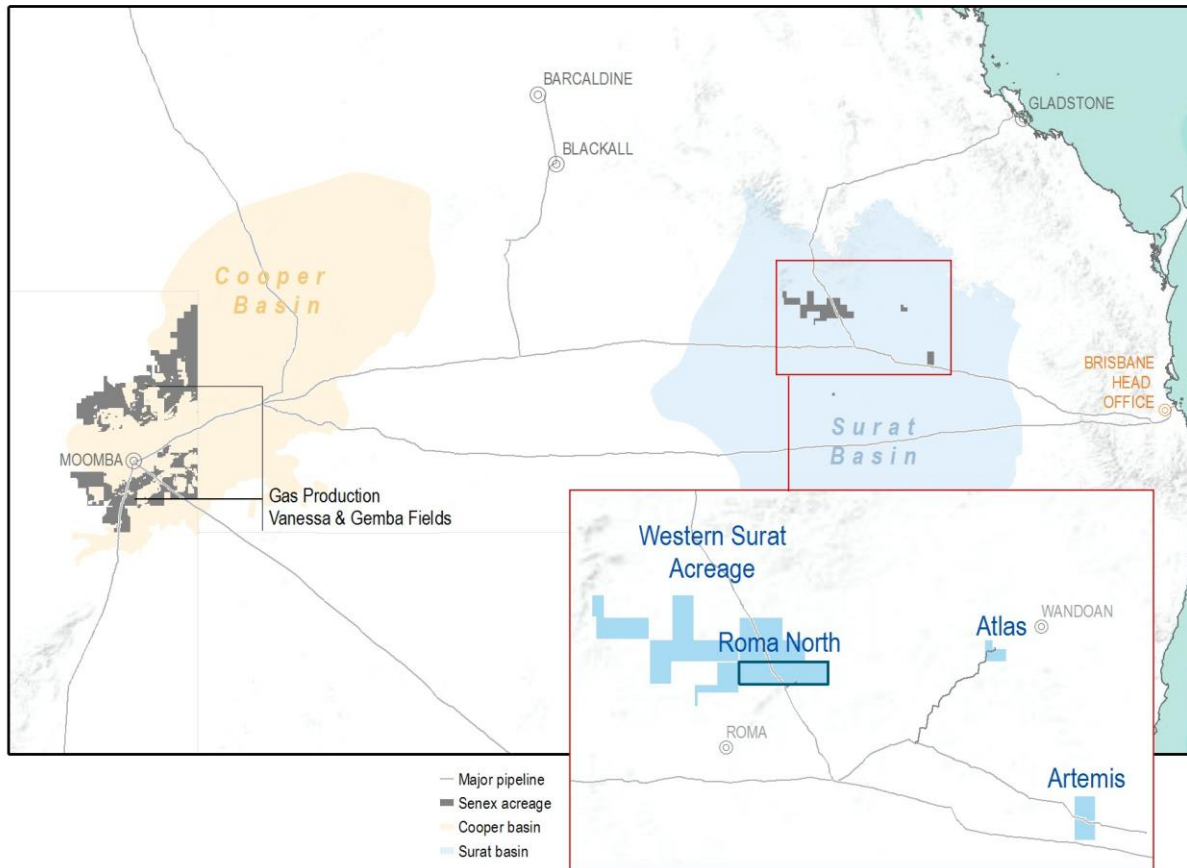 BARCALDINE
BLACKALL
GLADSTONE
Cooper
Basin
BRISBANE
HEAD
OFFICE
Surat
Basin
MOOMBA
Gas Production
Vanessa & Gemba Fields
Western Surat
Acreage
Roma North
Atlas
WANDOAN
ROMA
Artemis
Major pipeline
Senex acreage
Cooper basin
Surat basin